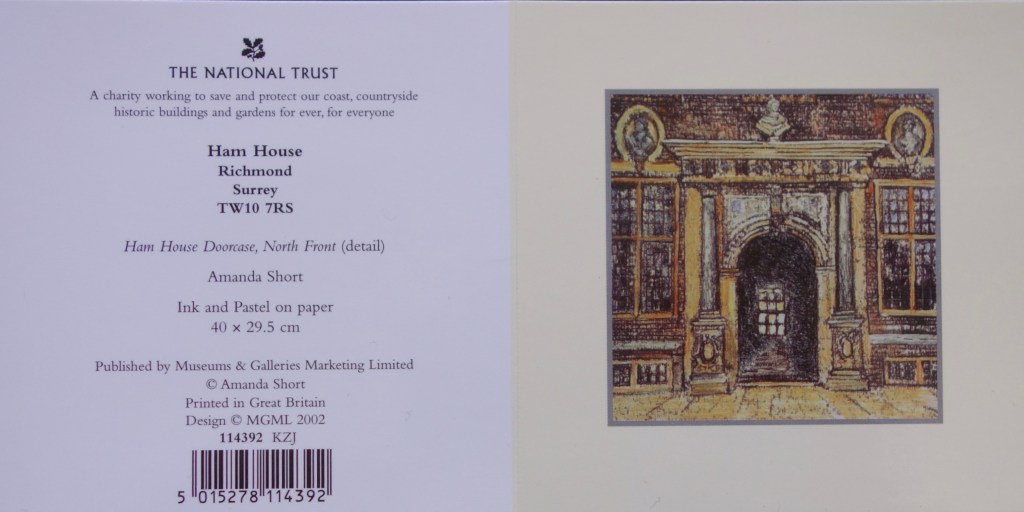 THE NATIONAL TRUST
A charity working to save and protect our coast, countryside
historic buildings and gardens for ever, for everyone
Ham House
Richmond
Surrey
TW10 7RS
Ham House Doorcase, North Front (detail)
Amanda Short
Ink and Pastel on paper
40 × 29.5 cm
Published by Museums & Galleries Marketing Limited
© Amanda Short
Printed in Great Britain
Design © MGML 2002
114392 KZJ
5 015278 114392